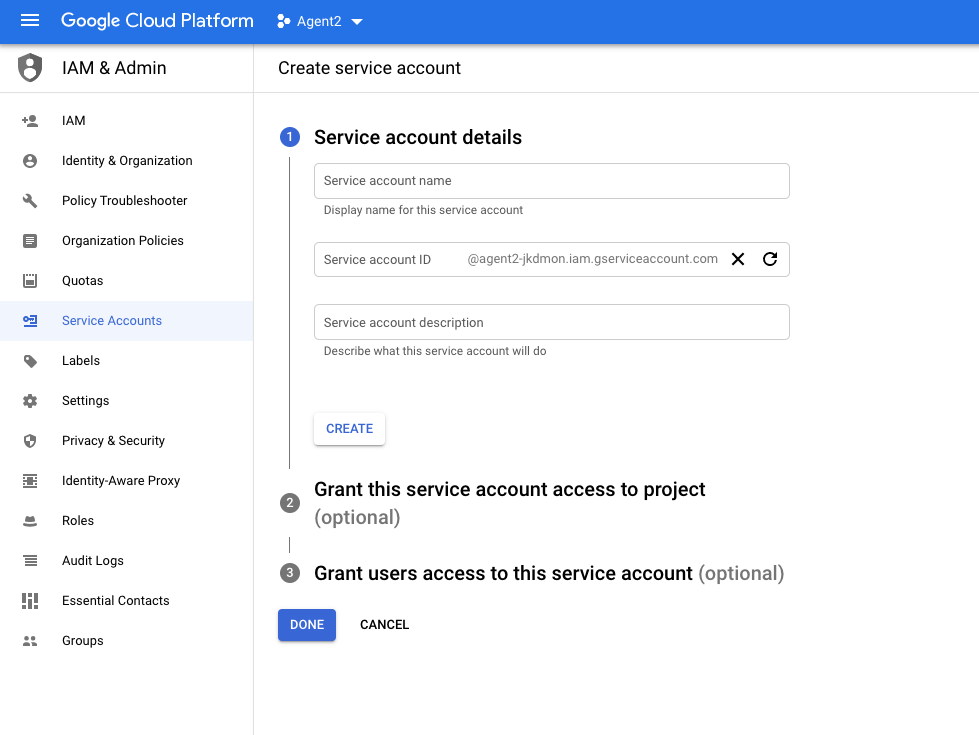 Google Cloud Platform Agent2
IAM & Admin
Create service account
IAM
Identity & Organization
Policy Troubleshooter
Organization Policies
Quotas
Service Accounts
Labels
Settings
Privacy & Security
Identity-Aware Proxy
Roles
Audit Logs
Essential Contacts
Groups
1 Service account details
Service account name
Display name for this service account
Service account ID @agent2-jkdmon.iam.gserviceaccount.com
Service account description
Describe what this service account will do
CREATE
2 Grant this service account access to project
(optional)
3 Grant users access to this service account (optional)
DONE CANCEL